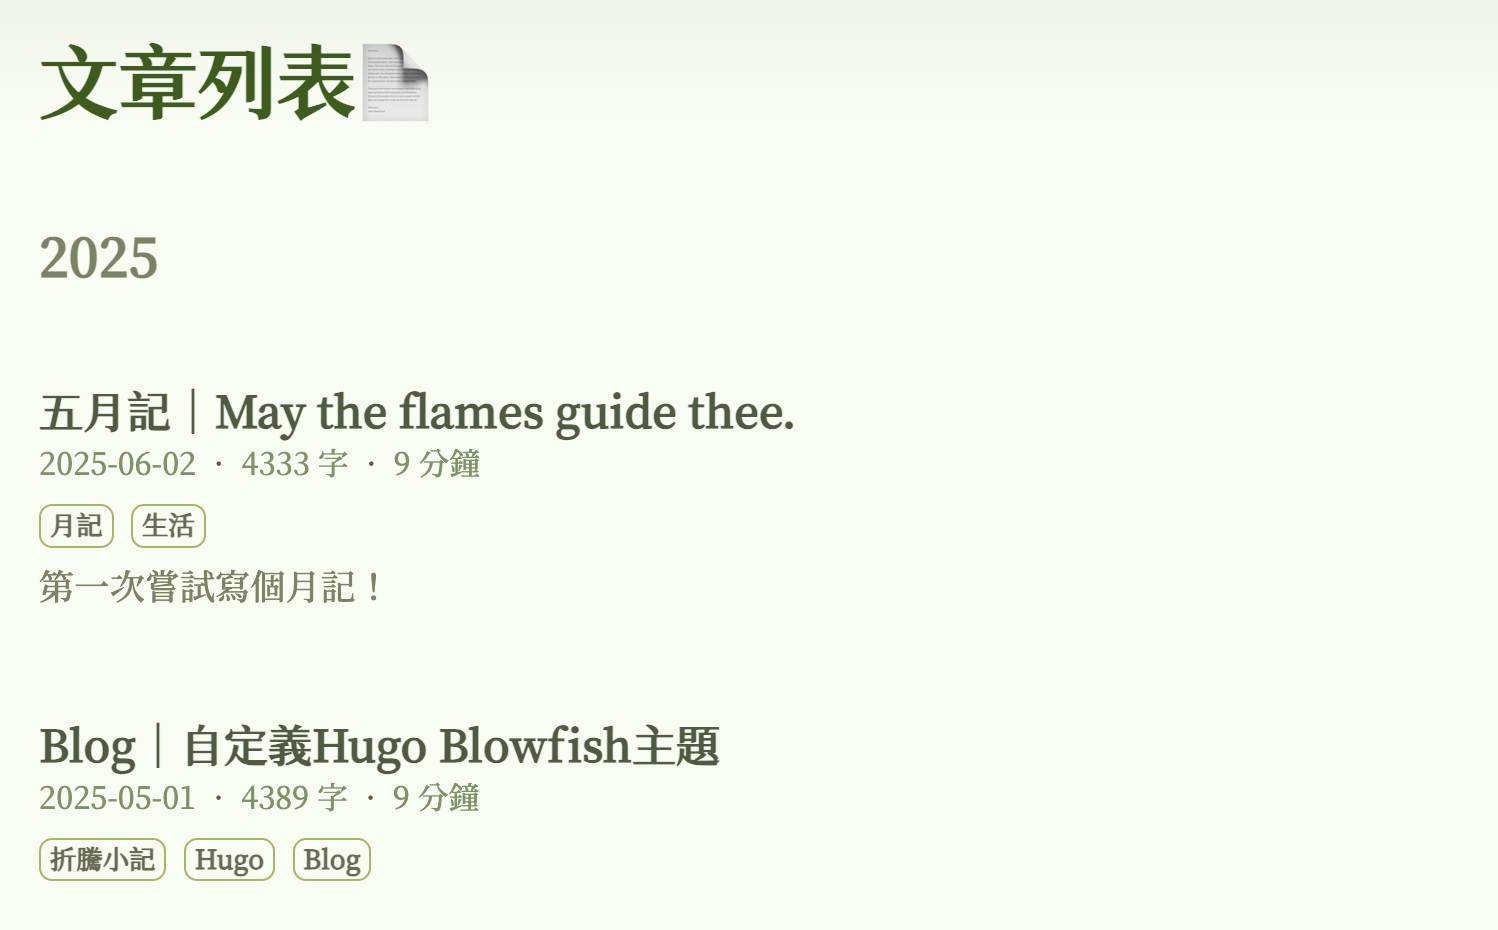 文章列表
2025
五月記｜May the flames guide thee.
2025-06-02 · 4333 字 · 9 分鐘
月記 生活
第一次嘗試寫個月記！
Blog｜自定義Hugo Blowfish主題
2025-05-01 · 4389 字 · 9 分鐘
折騰小記 Hugo Blog